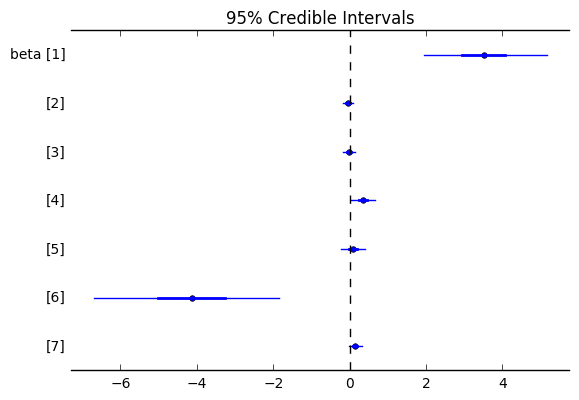 95% Credible Intervals
beta [1]
[2]
[3]
[4]
[5]
[6]
[7]
−6 −4 −2 0 2 4